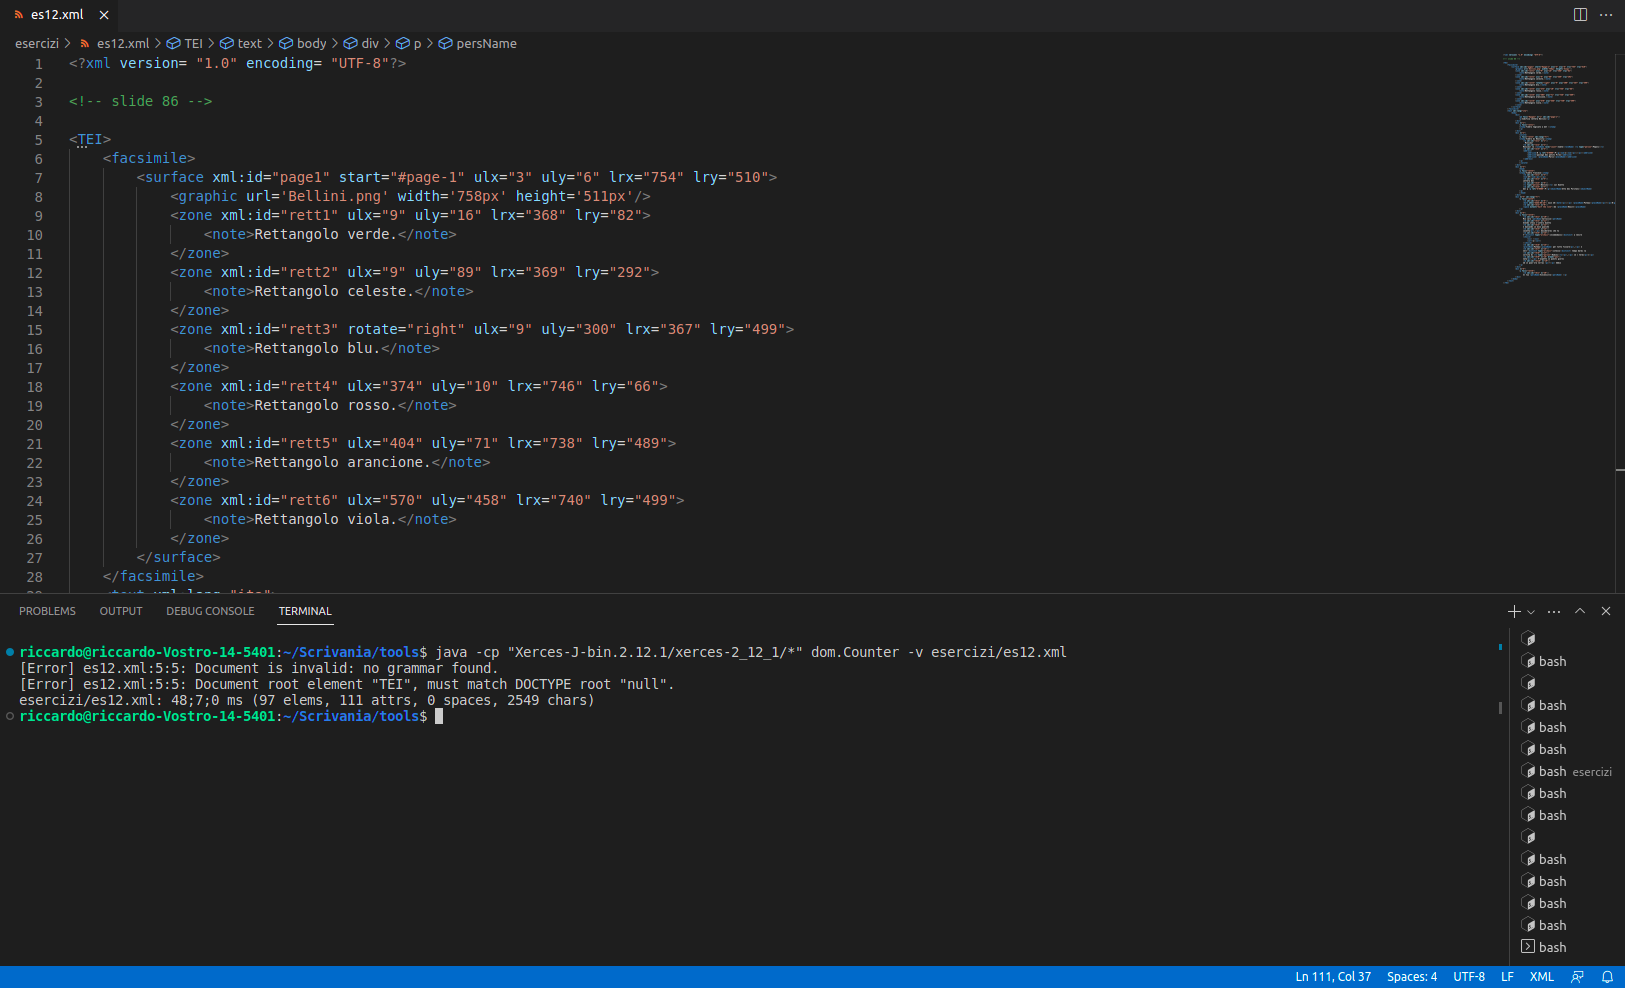 es12.xml
esercizi > es12.xml > TEI > text > body > div > p > persName
1 <?xml version= "1.0" encoding= "UTF-8"?>
2
3 <!-- slide 86 -->
4
5 <TEI>
6 <facsimile>
7 <surface xml:id="page1" start="#page-1" ulx="3" uly="6" lrx="754" lry="510">
8 <graphic url='Bellini.png' width='758px' height='511px'/>
9 <zone xml:id="rett1" ulx="9" uly="16" lrx="368" lry="82">
10 <note>Rettangolo verde.</note>
11 </zone>
12 <zone xml:id="rett2" ulx="9" uly="89" lrx="369" lry="292">
13 <note>Rettangolo celeste.</note>
14 </zone>
15 <zone xml:id="rett3" rotate="right" ulx="9" uly="300" lrx="367" lry="499">
16 <note>Rettangolo blu.</note>
17 </zone>
18 <zone xml:id="rett4" ulx="374" uly="10" lrx="746" lry="66">
19 <note>Rettangolo rosso.</note>
20 </zone>
21 <zone xml:id="rett5" ulx="404" uly="71" lrx="738" lry="489">
22 <note>Rettangolo arancione.</note>
23 </zone>
24 <zone xml:id="rett6" ulx="570" uly="458" lrx="740" lry="499">
25 <note>Rettangolo viola.</note>
26 </zone>
27 </surface>
28 </facsimile>
PROBLEMS OUTPUT DEBUG CONSOLE TERMINAL
riccardo@riccardo-Vostro-14-5401:~/Scrivania/tools$ java -cp "Xerces-J-bin.2.12.1/xerces-2_12_1/*" dom.Counter -v esercizi/es12.xml
[Error] es12.xml:5:5: Document is invalid: no grammar found.
[Error] es12.xml:5:5: Document root element "TEI", must match DOCTYPE root "null".
esercizi/es12.xml: 48;7;0 ms (97 elems, 111 attrs, 0 spaces, 2549 chars)
riccardo@riccardo-Vostro-14-5401:~/Scrivania/tools$
bash
bash
bash
bash
bash esercizi
bash
bash
bash
bash
bash
bash
bash
Ln 111, Col 37 Spaces: 4 UTF-8 LF XML